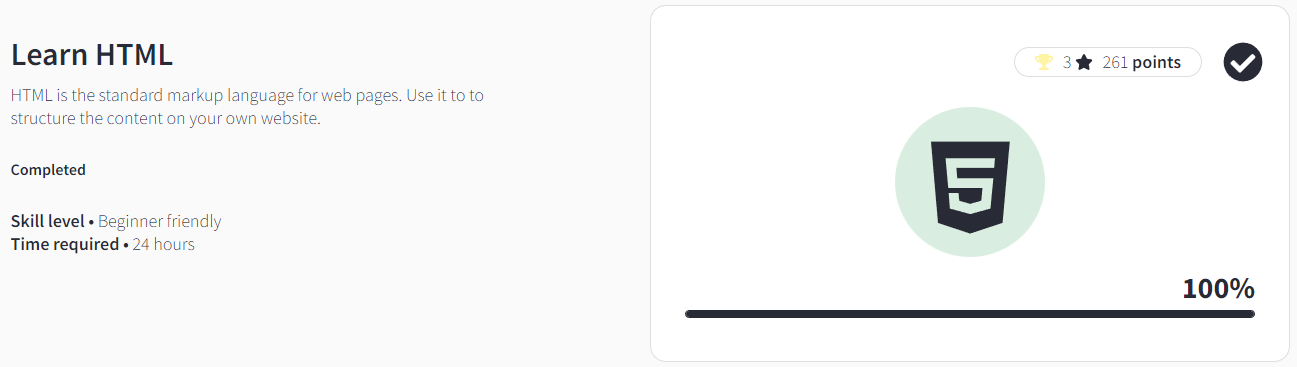 Learn HTML
HTML is the standard markup language for web pages. Use it to to
structure the content on your own website.
Completed
Skill level • Beginner friendly
Time required • 24 hours
3 ★ 261 points
5
100%